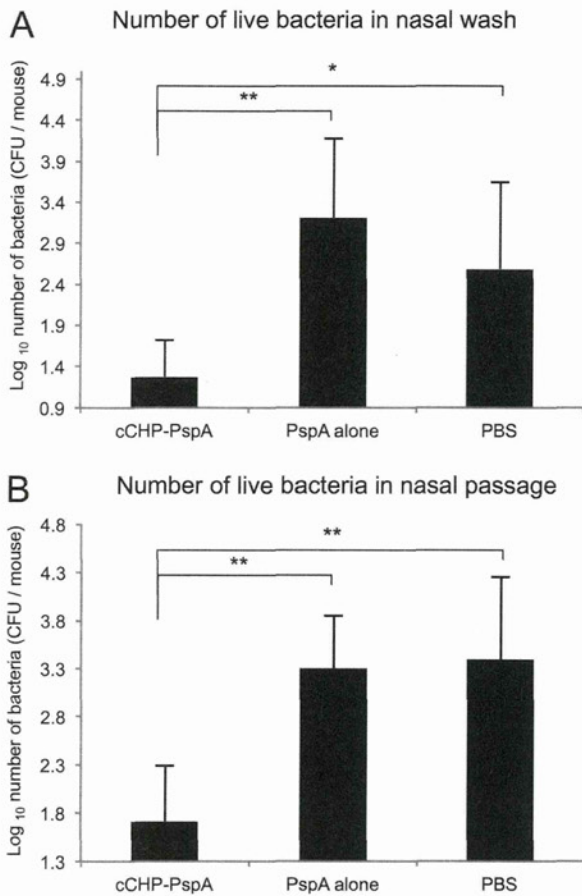 A
Number of live bacteria in nasal wash
Log 10 number of bacteria (CFU / mouse)
4.9
4.4
3.9
3.4
2.9
2.4
1.9
1.4
0.9
*
**
cCHP-PspA PspA alone PBS
B
Number of live bacteria in nasal passage
Log 10 number of bacteria (CFU / mouse)
4.8
4.3
3.8
3.3
2.8
2.3
1.8
1.3
**
**
cCHP-PspA PspA alone PBS